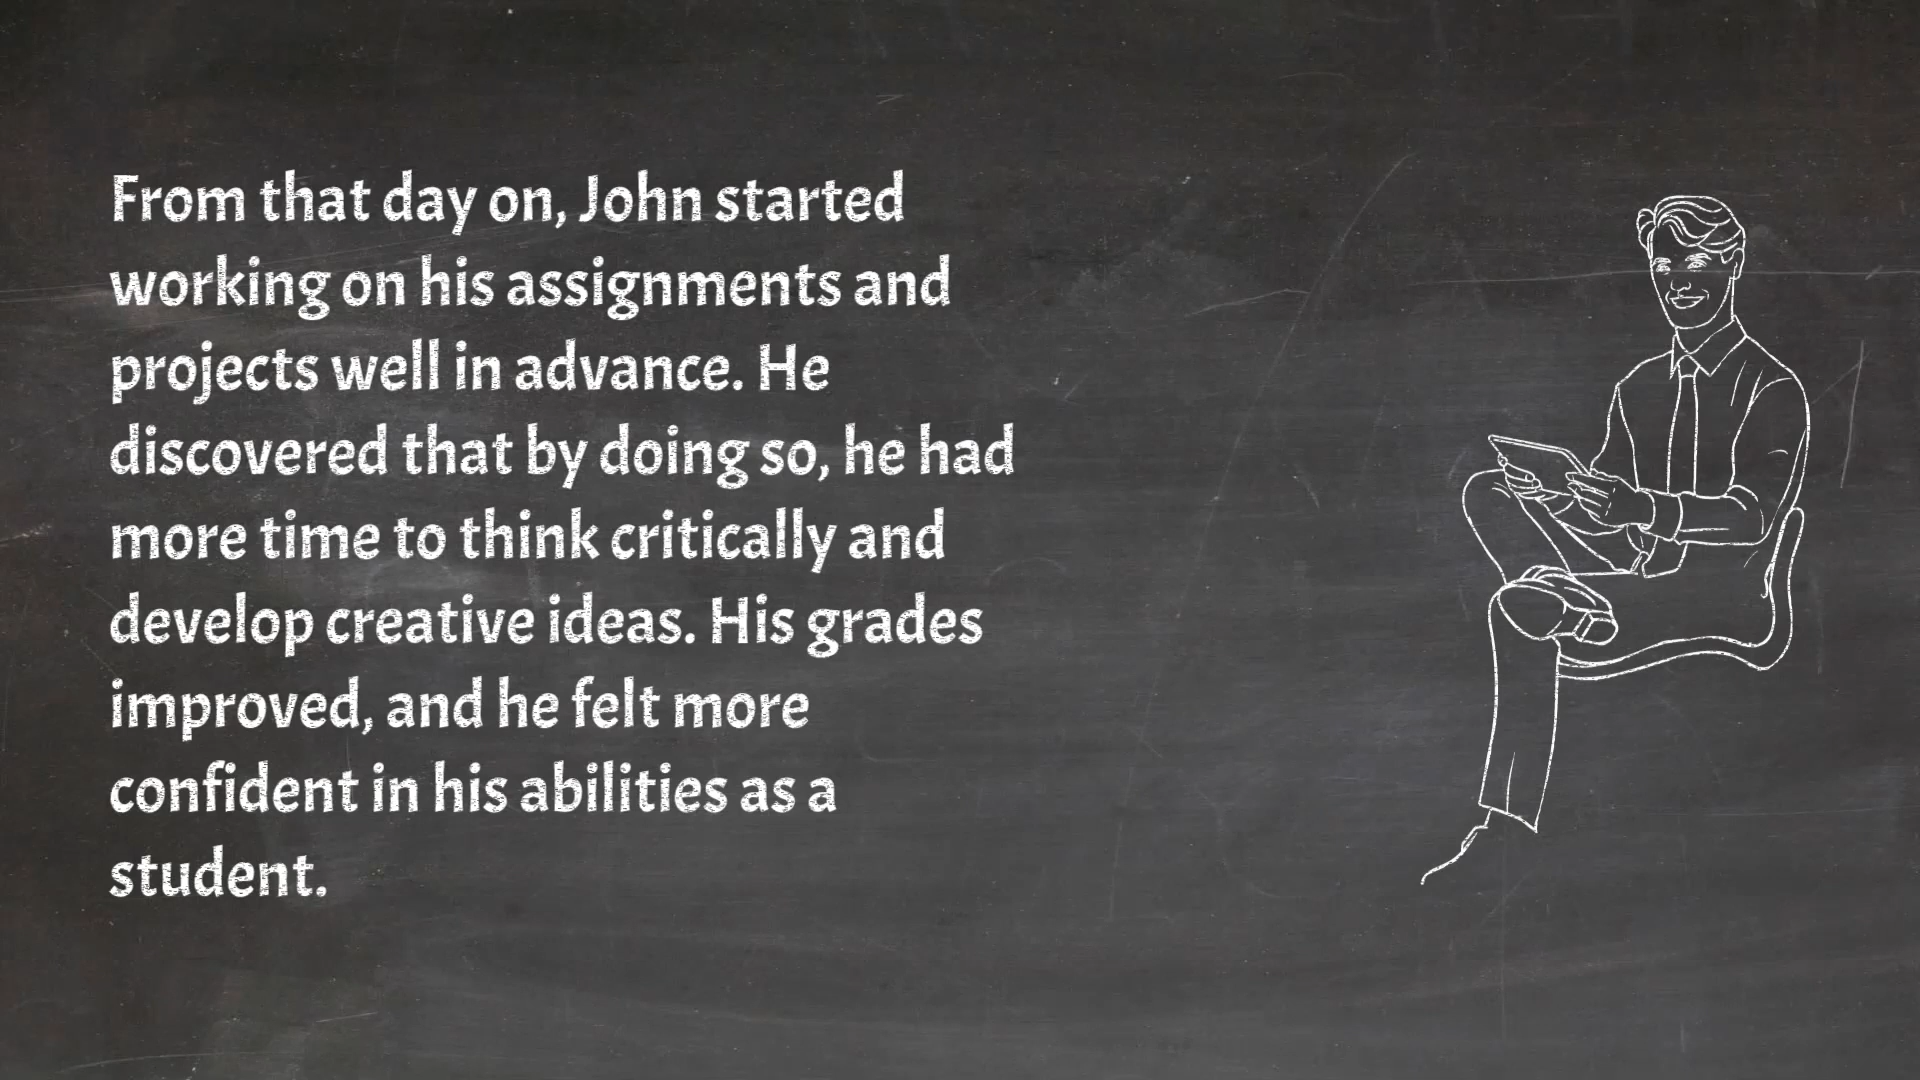 From that day on, John started
working on his assignments and
projects well in advance. He
discovered that by doing so, he had
more time to think critically and
develop creative ideas. His grades
improved, and he felt more
confident in his abilities as a
student.